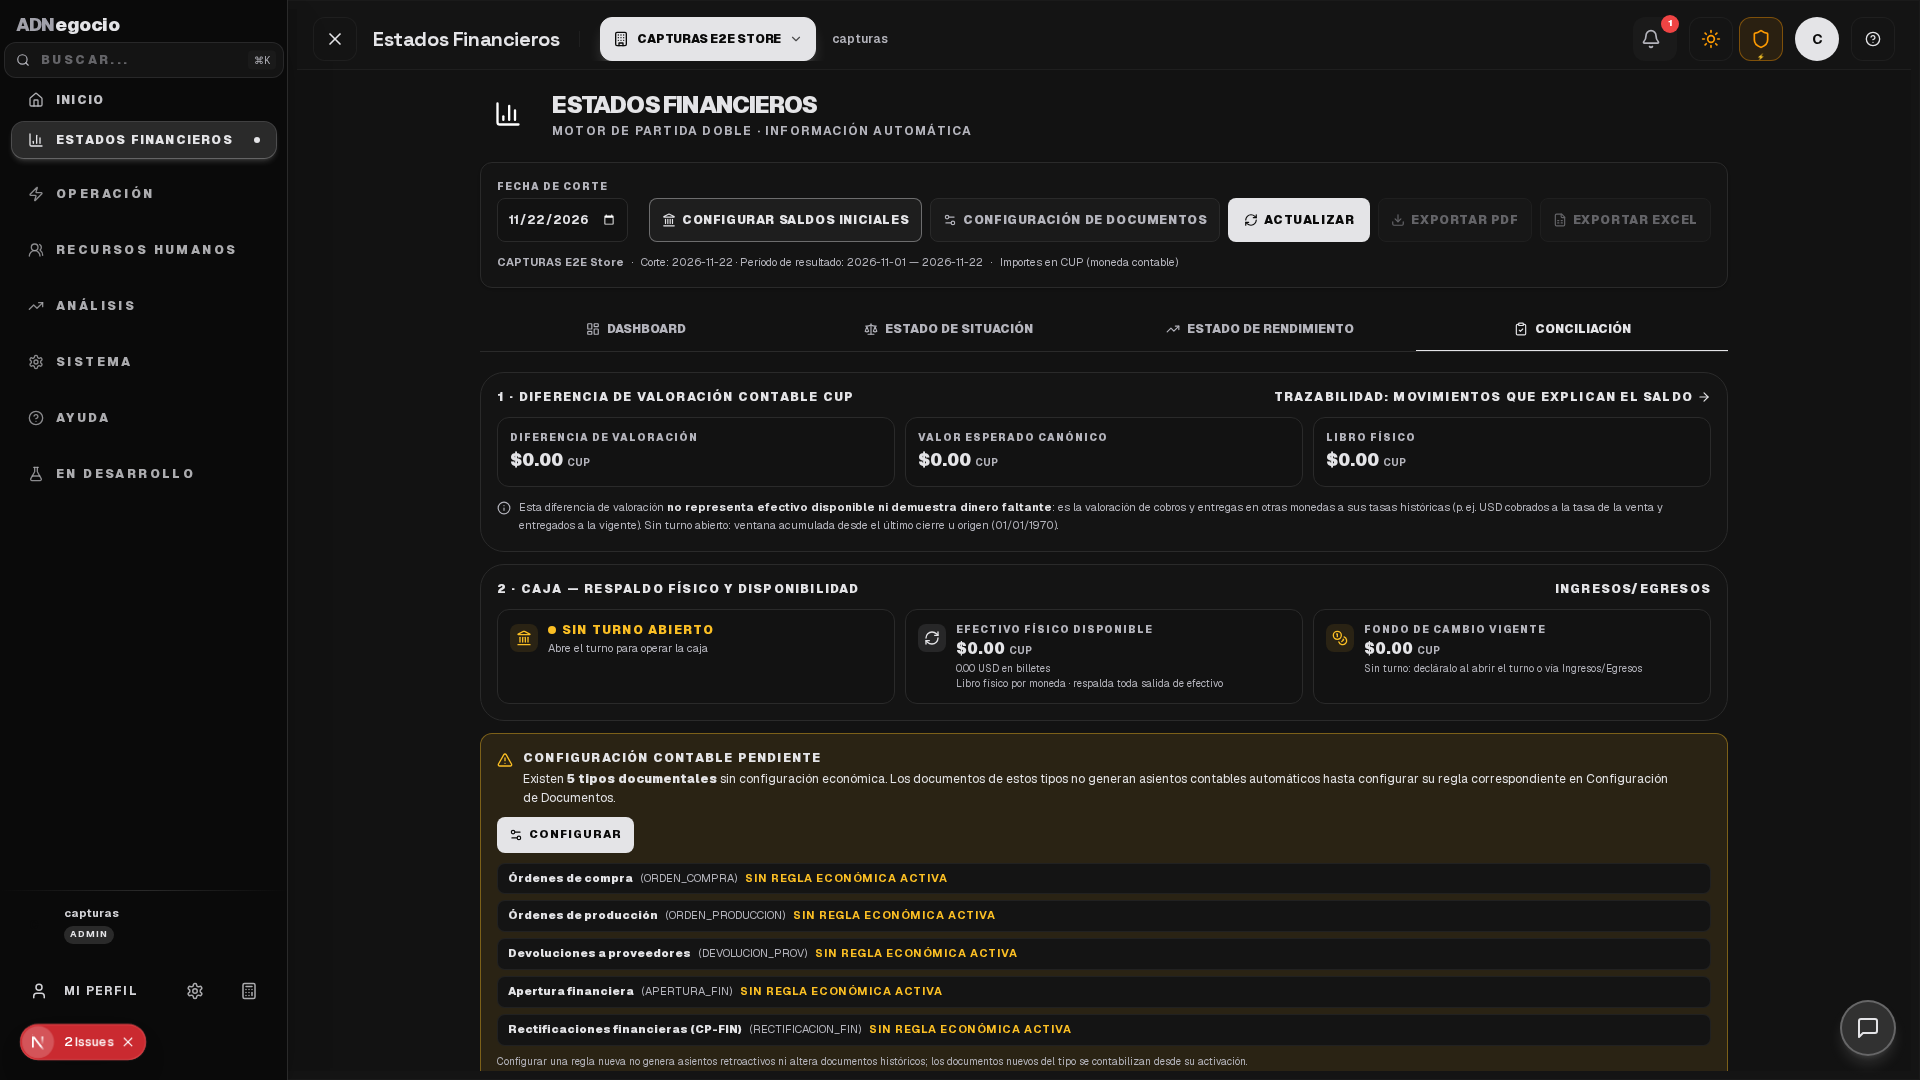 ADNegocio
BUSCAR...
⌘K
INICIO
ESTADOS FINANCIEROS
OPERACIÓN
RECURSOS HUMANOS
ANÁLISIS
SISTEMA
AYUDA
EN DESARROLLO
capturas
ADMIN
MI PERFIL
N 2 Issues
Estados Financieros
CAPTURAS E2E STORE
capturas
1
C
ESTADOS FINANCIEROS
MOTOR DE PARTIDA DOBLE · INFORMACIÓN AUTOMÁTICA
FECHA DE CORTE
11/22/2026
CONFIGURAR SALDOS INICIALES
CONFIGURACIÓN DE DOCUMENTOS
ACTUALIZAR
EXPORTAR PDF
EXPORTAR EXCEL
CAPTURAS E2E Store · Corte: 2026-11-22 · Periodo de resultado: 2026-11-01 — 2026-11-22 · Importes en CUP (moneda contable)
DASHBOARD
ESTADO DE SITUACIÓN
ESTADO DE RENDIMIENTO
CONCILIACIÓN
1 · DIFERENCIA DE VALORACIÓN CONTABLE CUP
TRAZABILIDAD: MOVIMIENTOS QUE EXPLICAN EL SALDO →
DIFERENCIA DE VALORACIÓN
$0.00 CUP
VALOR ESPERADO CANÓNICO
$0.00 CUP
LIBRO FÍSICO
$0.00 CUP
Esta diferencia de valoración no representa efectivo disponible ni demuestra dinero faltante: es la valoración de cobros y entregas en otras monedas a sus tasas históricas (p. ej. USD cobrados a la tasa de la venta y
entregados a la vigente). Sin turno abierto: ventana acumulada desde el último cierre u origen (01/01/1970).
2 · CAJA — RESPALDO FÍSICO Y DISPONIBILIDAD
INGRESOS/EGRESOS
SIN TURNO ABIERTO
Abre el turno para operar la caja
EFECTIVO FÍSICO DISPONIBLE
$0.00 CUP
0.00 USD en billetes
Libro físico por moneda · respalda toda salida de efectivo
FONDO DE CAMBIO VIGENTE
$0.00 CUP
Sin turno: decláralo al abrir el turno o vía Ingresos/Egresos
CONFIGURACIÓN CONTABLE PENDIENTE
Existen 5 tipos documentales sin configuración económica. Los documentos de estos tipos no generan asientos contables automáticos hasta configurar su regla correspondiente en Configuración
de Documentos.
CONFIGURAR
Órdenes de compra (ORDEN_COMPRA) SIN REGLA ECONÓMICA ACTIVA
Órdenes de producción (ORDEN_PRODUCCION) SIN REGLA ECONÓMICA ACTIVA
Devoluciones a proveedores (DEVOLUCION_PROV) SIN REGLA ECONÓMICA ACTIVA
Apertura financiera (APERTURA_FIN) SIN REGLA ECONÓMICA ACTIVA
Rectificaciones financieras (CP-FIN) (RECTIFICACION_FIN) SIN REGLA ECONÓMICA ACTIVA
Configurar una regla nueva no genera asientos retroactivos ni altera documentos históricos; los documentos nuevos del tipo se contabilizan desde su activación.